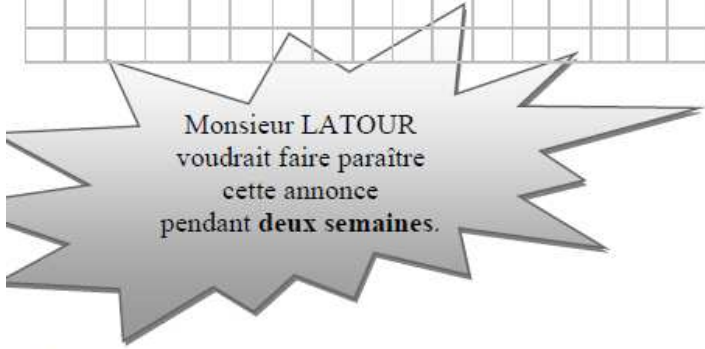 Monsieur LATOUR
voudrait faire paraître
cette annonce
pendant deux semaines.